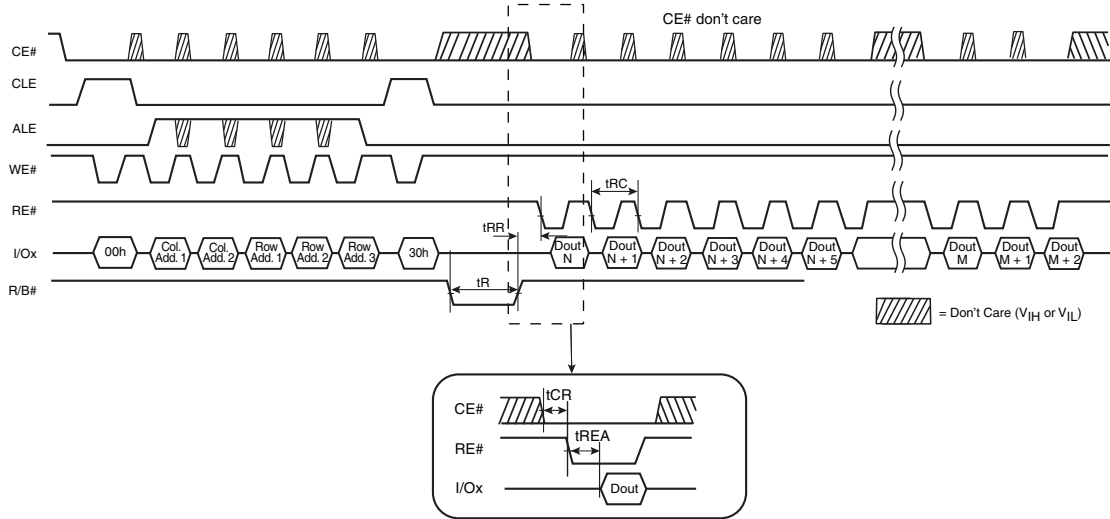 CE# don't care
CE#
CLE
ALE
WE#
RE#
tRC
tRR
I/Ox
00h
Col. Add. 1
Col. Add. 2
Row Add. 1
Row Add. 2
Row Add. 3
30h
Dout N
Dout N + 1
Dout N + 2
Dout N + 3
Dout N + 4
Dout N + 5
Dout M
Dout M + 1
Dout M + 2
R/B#
tR
= Don't Care (VIH or VIL)
CE#
tCR
RE#
tREA
I/Ox
Dout